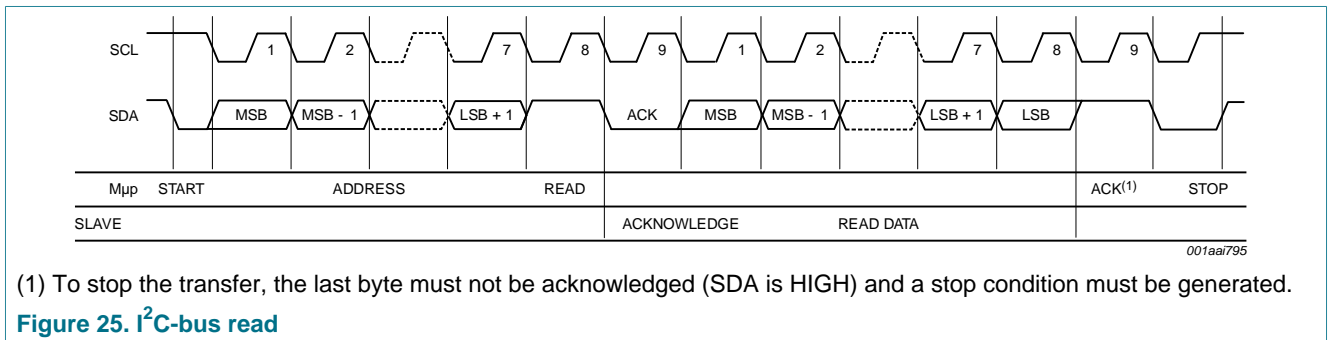 SCL 1 2 7 8 9 1 2 7 8 9
SDA MSB MSB - 1 LSB + 1 ACK MSB MSB - 1 LSB + 1 LSB
Mμp START ADDRESS READ ACK(1) STOP
SLAVE ACKNOWLEDGE READ DATA
001aai795
(1) To stop the transfer, the last byte must not be acknowledged (SDA is HIGH) and a stop condition must be generated.
Figure 25. I2C-bus read